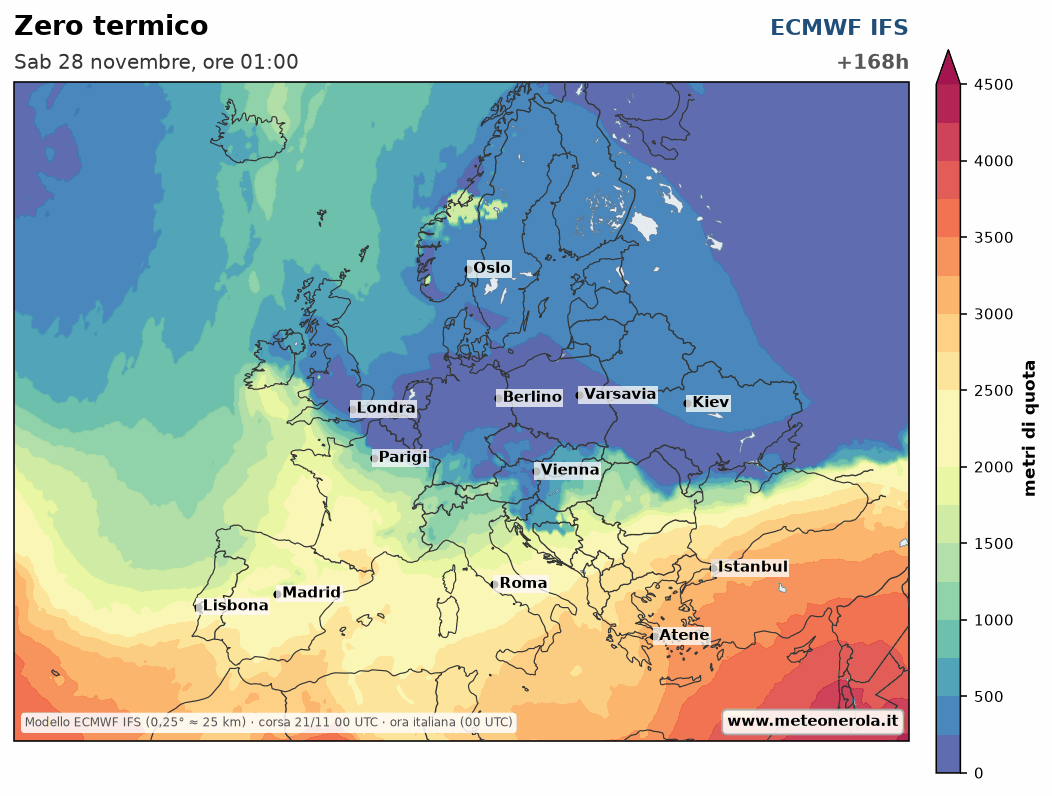 Zero termico
ECMWF IFS
Sab 28 novembre, ore 01:00
+168h
Oslo
Londra
Berlino
Varsavia
Kiev
Parigi
Vienna
Istanbul
Roma
Madrid
Lisbona
Atene
Modello ECMWF IFS (0,25° ≈ 25 km) · corsa 21/11 00 UTC · ora italiana (00 UTC)
www.meteonerola.it
4500
4000
3500
3000
2500
2000
1500
1000
500
0
metri di quota